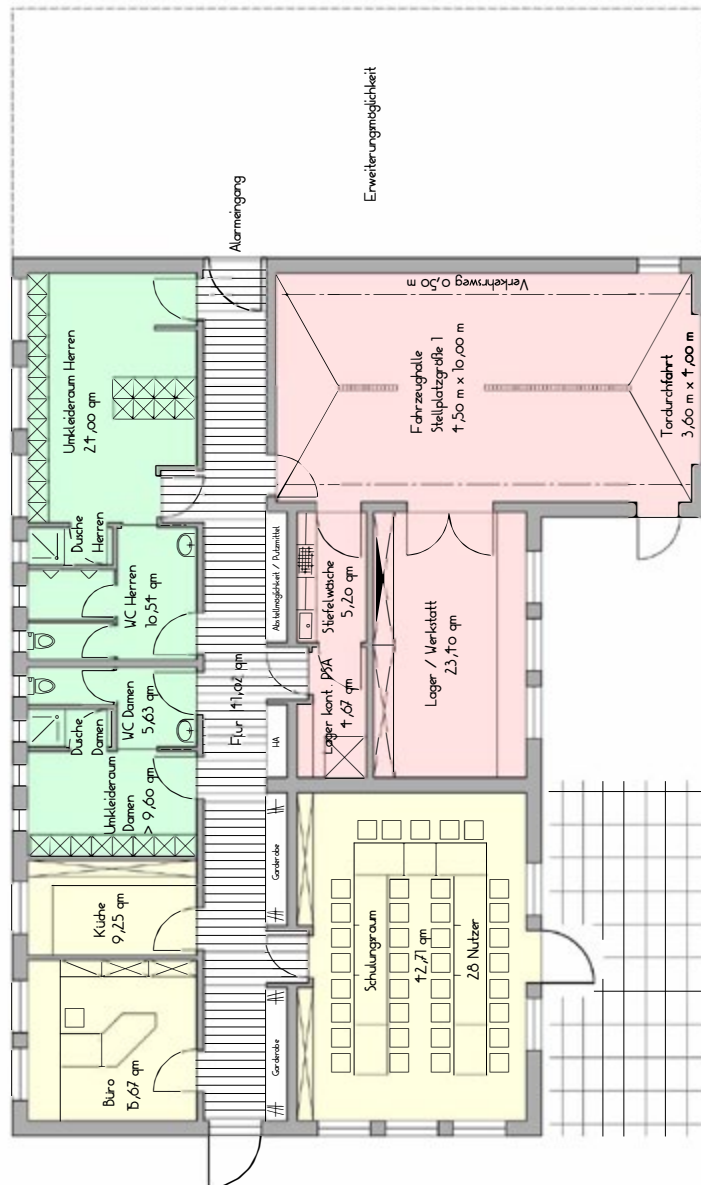 Erweiterungsmöglichkeit
Alarmeingang
Umkleideraum Herren
24,00 qm
Verkehrsweg 0,50 m
Fahrzeughalle
Stellplatzgröße 1
4,50 m x 10,00 m
Tordurchfahrt
3,60 m x 4,00 m
Dusche
Herren
WC Herren
10,54 qm
Abstellmöglichkeit / Putzmittel
Stiefelwäsche
5,20 qm
Lager / Werkstatt
23,40 qm
WC Damen
5,63 qm
Dusche
Damen
Flur 41,02 qm
HA
Lager kont. PSA
4,67 qm
Umkleideraum
Damen
> 9,60 qm
Küche
9,25 qm
Garderobe
Schulungsraum
42,71 qm
28 Nutzer
Büro
15,67 qm
Garderobe